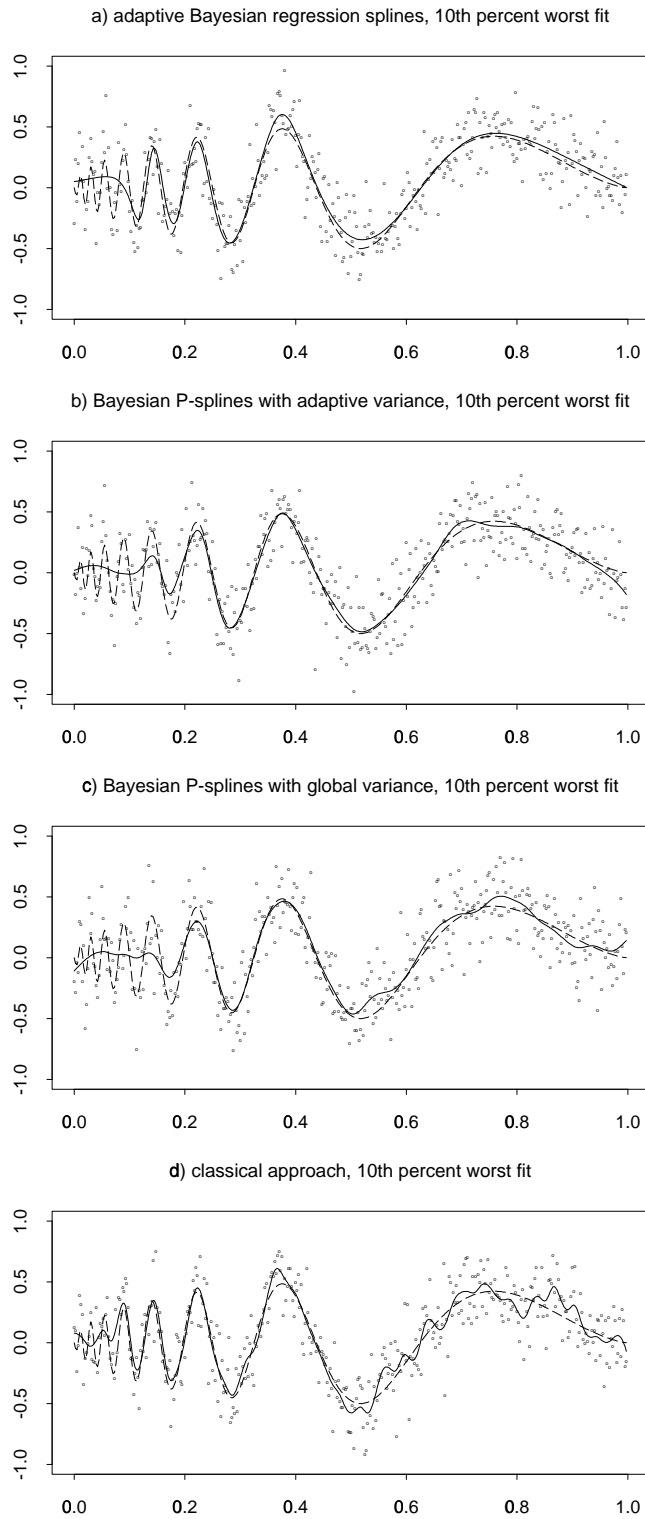 a) adaptive Bayesian regression splines, 10th percent worst fit
1.0
0.5
0.0
-0.5
-1.0
0.0 0.2 0.4 0.6 0.8 1.0
b) Bayesian P-splines with adaptive variance, 10th percent worst fit
1.0
0.5
0.0
-0.5
-1.0
0.0 0.2 0.4 0.6 0.8 1.0
c) Bayesian P-splines with global variance, 10th percent worst fit
1.0
0.5
0.0
-0.5
-1.0
0.0 0.2 0.4 0.6 0.8 1.0
d) classical approach, 10th percent worst fit
1.0
0.5
0.0
-0.5
-1.0
0.0 0.2 0.4 0.6 0.8 1.0